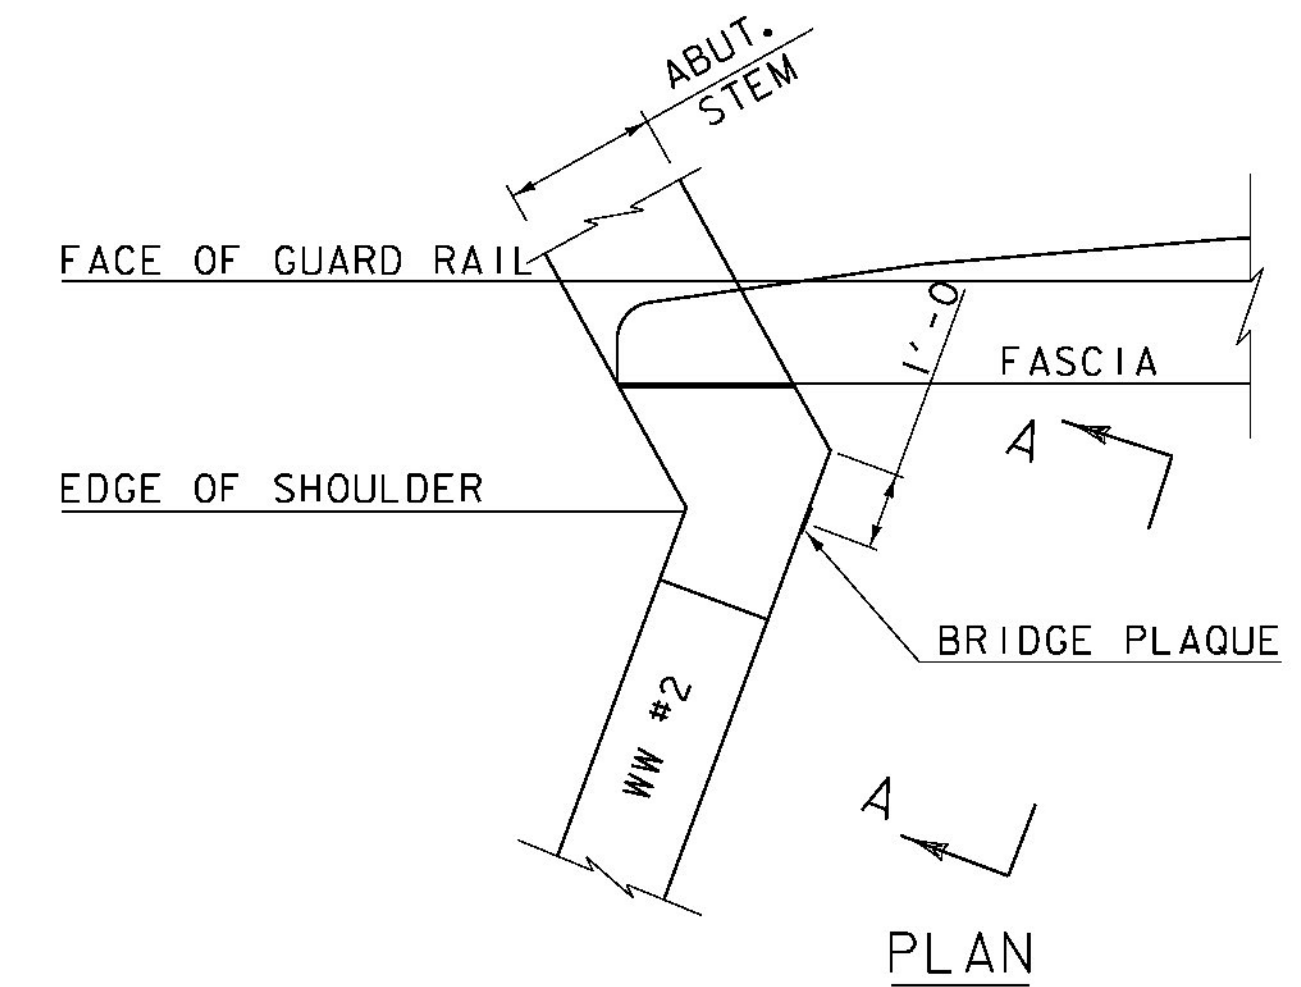 ABUT.
STEM
FACE OF GUARD RAIL
1'-0
FASCIA
A
EDGE OF SHOULDER
BRIDGE PLAQUE
WW #2
A
PLAN